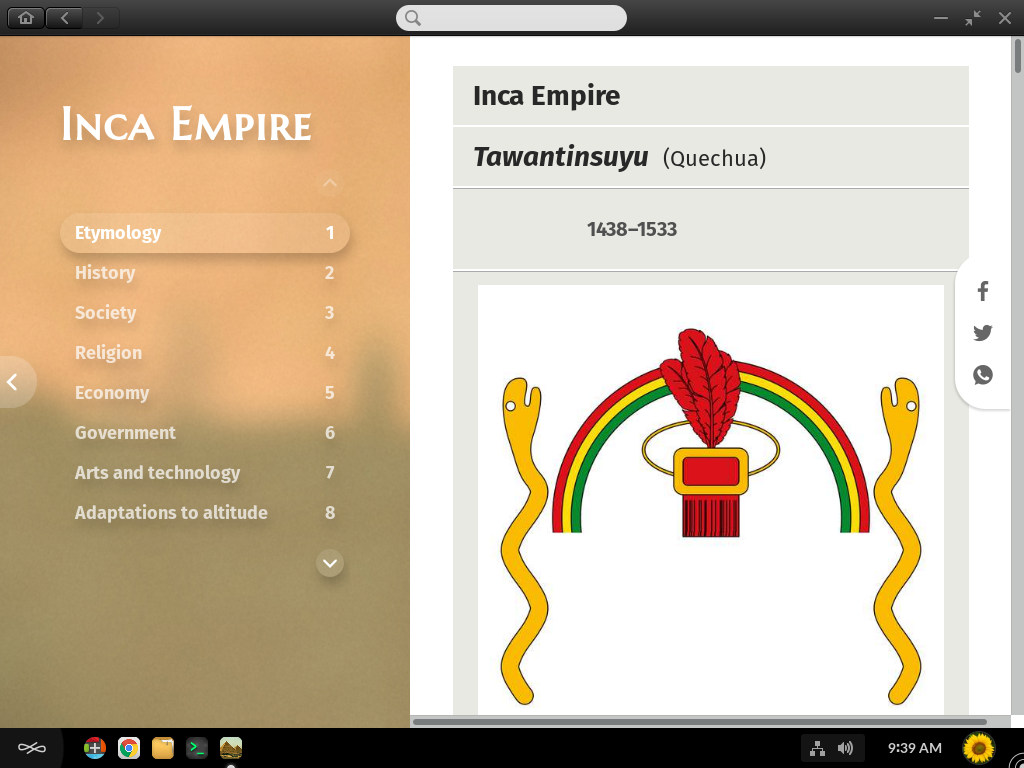 Inca Empire
Etymology 1
History 2
Society 3
Religion 4
Economy 5
Government 6
Arts and technology 7
Adaptations to altitude 8
Inca Empire
Tawantinsuyu (Quechua)
1438–1533
9:39 AM